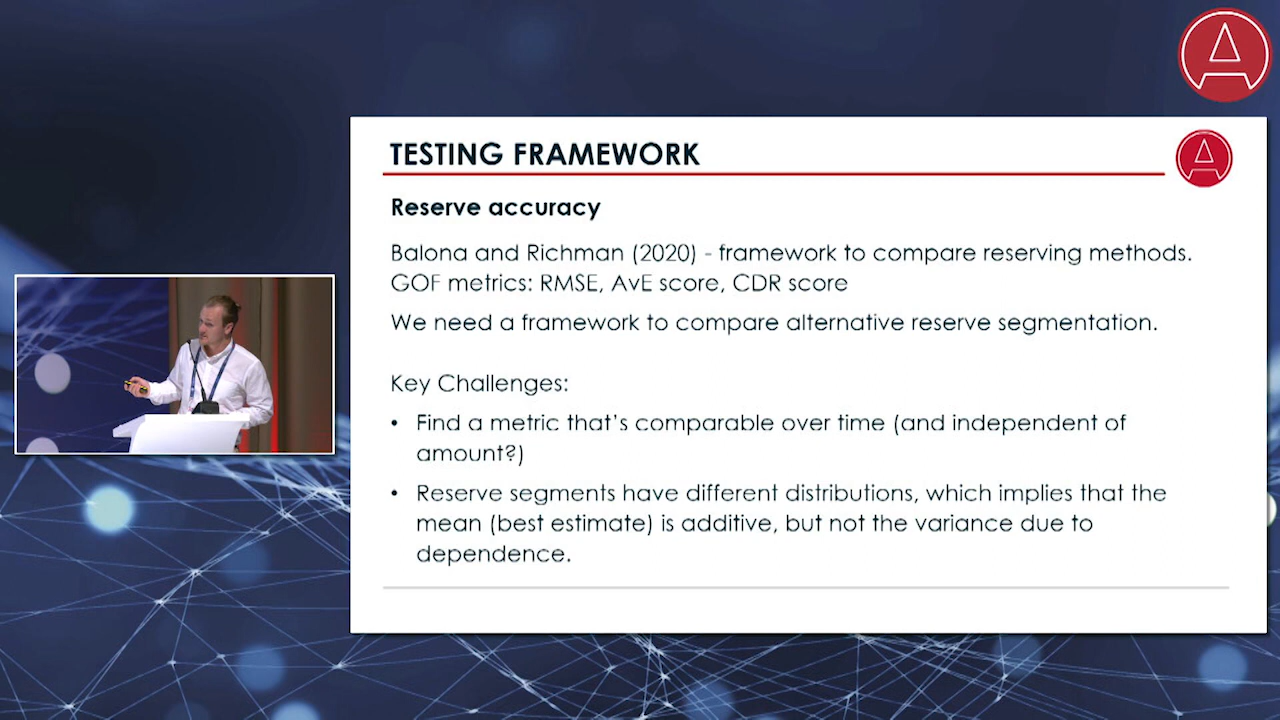 TESTING FRAMEWORK
Reserve accuracy
Balona and Richman (2020) - framework to compare reserving methods.
GOF metrics: RMSE, AvE score, CDR score
We need a framework to compare alternative reserve segmentation.
Key Challenges:
• Find a metric that's comparable over time (and independent of
amount?)
• Reserve segments have different distributions, which implies that the
mean (best estimate) is additive, but not the variance due to
dependence.